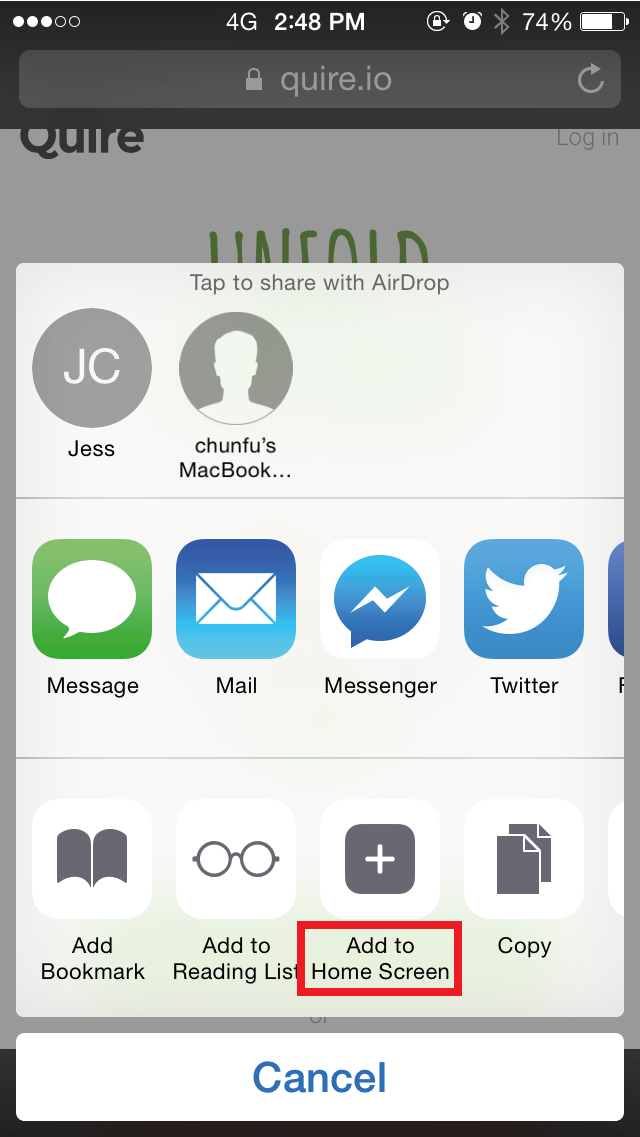 4G 2:48 PM 74%
quire.io
Quire
Log in
UNFOLD
Tap to share with AirDrop
JC
Jess
chunfu's
MacBook...
Message
Mail
Messenger
Twitter
F
Add
Bookmark
Add to
Reading List
Add to
Home Screen
Copy
or
Cancel